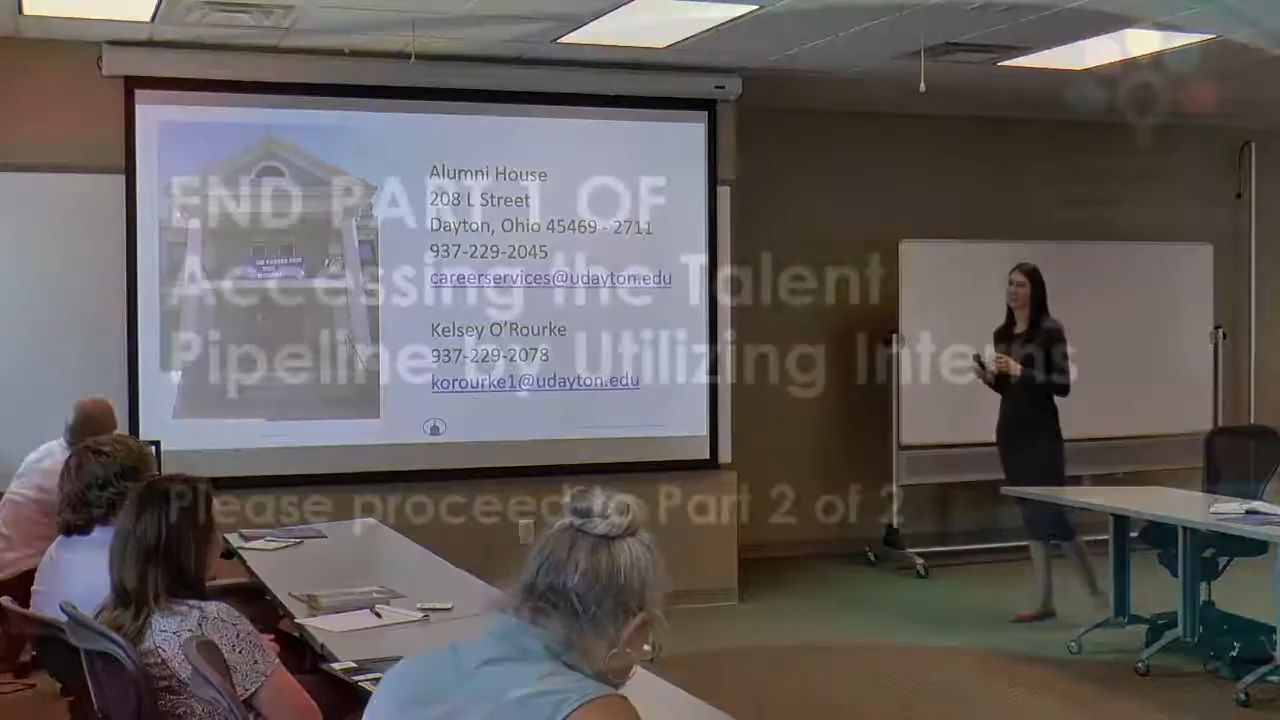 Alumni House
208 L Street
Dayton, Ohio 45469 - 2711
937-229-2045
careerservices@udayton.edu
Kelsey O'Rourke
937-229-2078
korourke1@udayton.edu
END PART 1 OF
Accessing the Talent
Pipeline by Utilizing Interns
Please proceed to Part 2 of 2